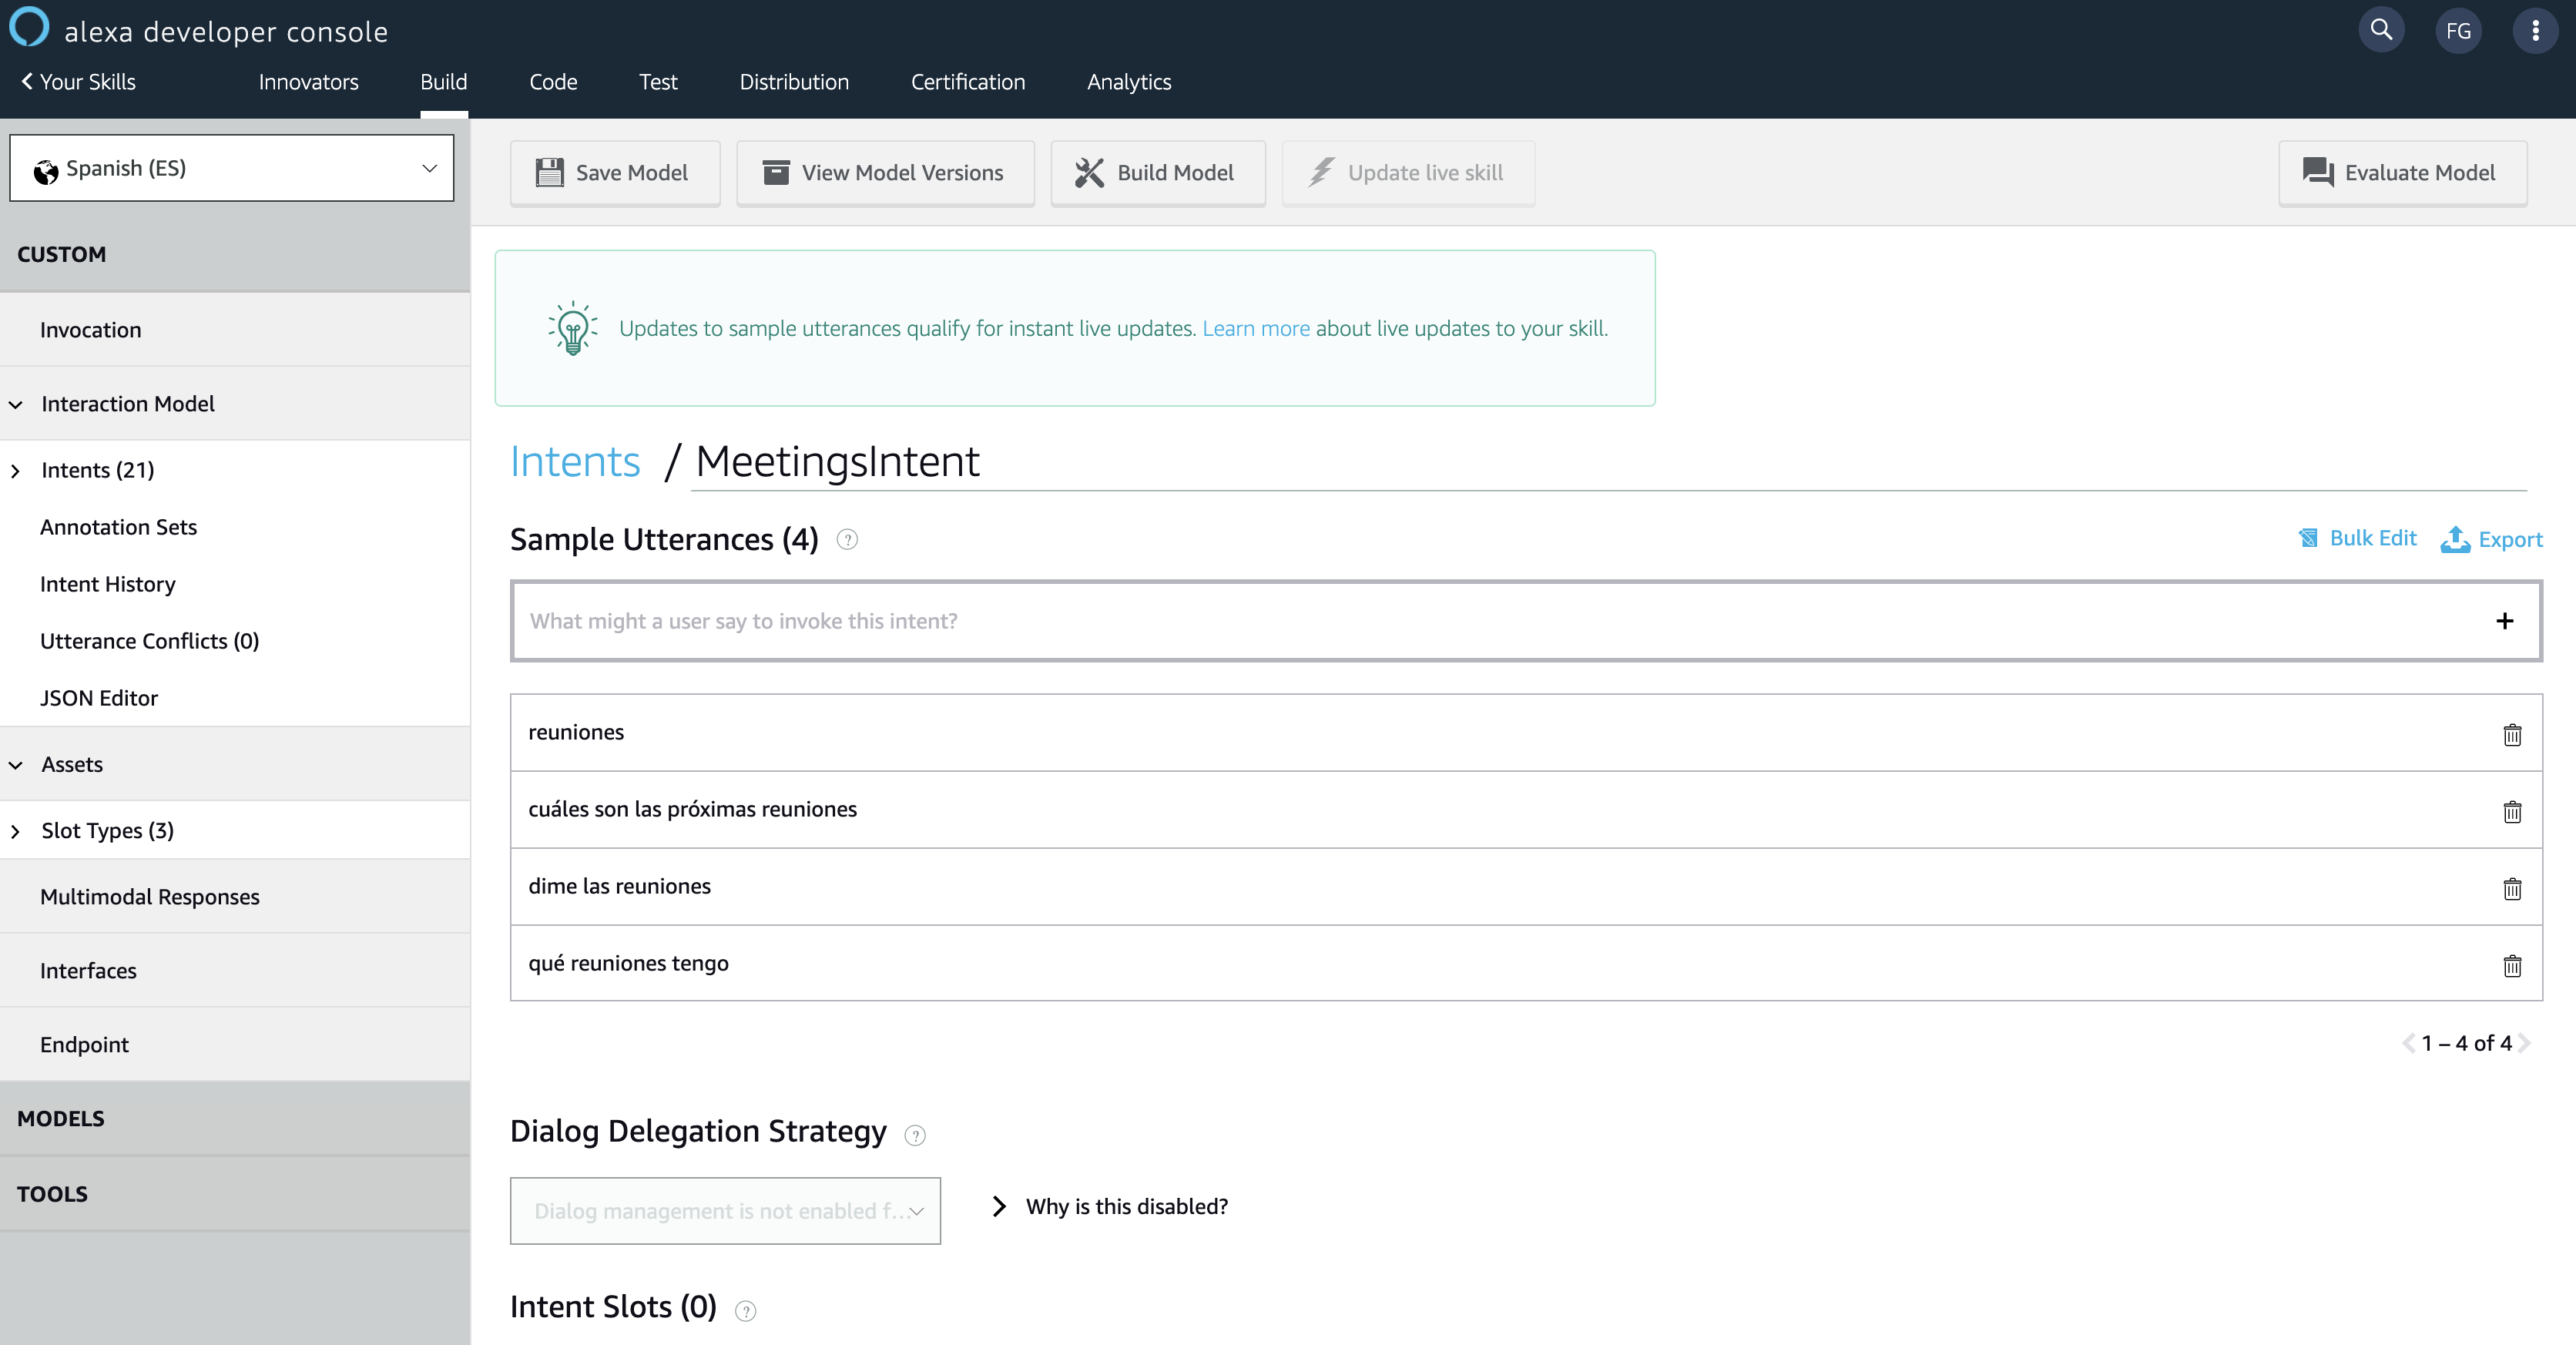 alexa developer console
FG
Your Skills
Innovators
Build
Code
Test
Distribution
Certification
Analytics
Spanish (ES)
Save Model
View Model Versions
Build Model
Update live skill
Evaluate Model
CUSTOM
Invocation
Interaction Model
Intents (21)
Annotation Sets
Intent History
Utterance Conflicts (0)
JSON Editor
Assets
Slot Types (3)
Multimodal Responses
Interfaces
Endpoint
MODELS
TOOLS
Updates to sample utterances qualify for instant live updates. Learn more about live updates to your skill.
Intents / MeetingsIntent
Sample Utterances (4) ?
Bulk Edit
Export
What might a user say to invoke this intent?
reuniones
cuáles son las próximas reuniones
dime las reuniones
qué reuniones tengo
1 – 4 of 4
Dialog Delegation Strategy ?
Dialog management is not enabled f...
Why is this disabled?
Intent Slots (0) ?